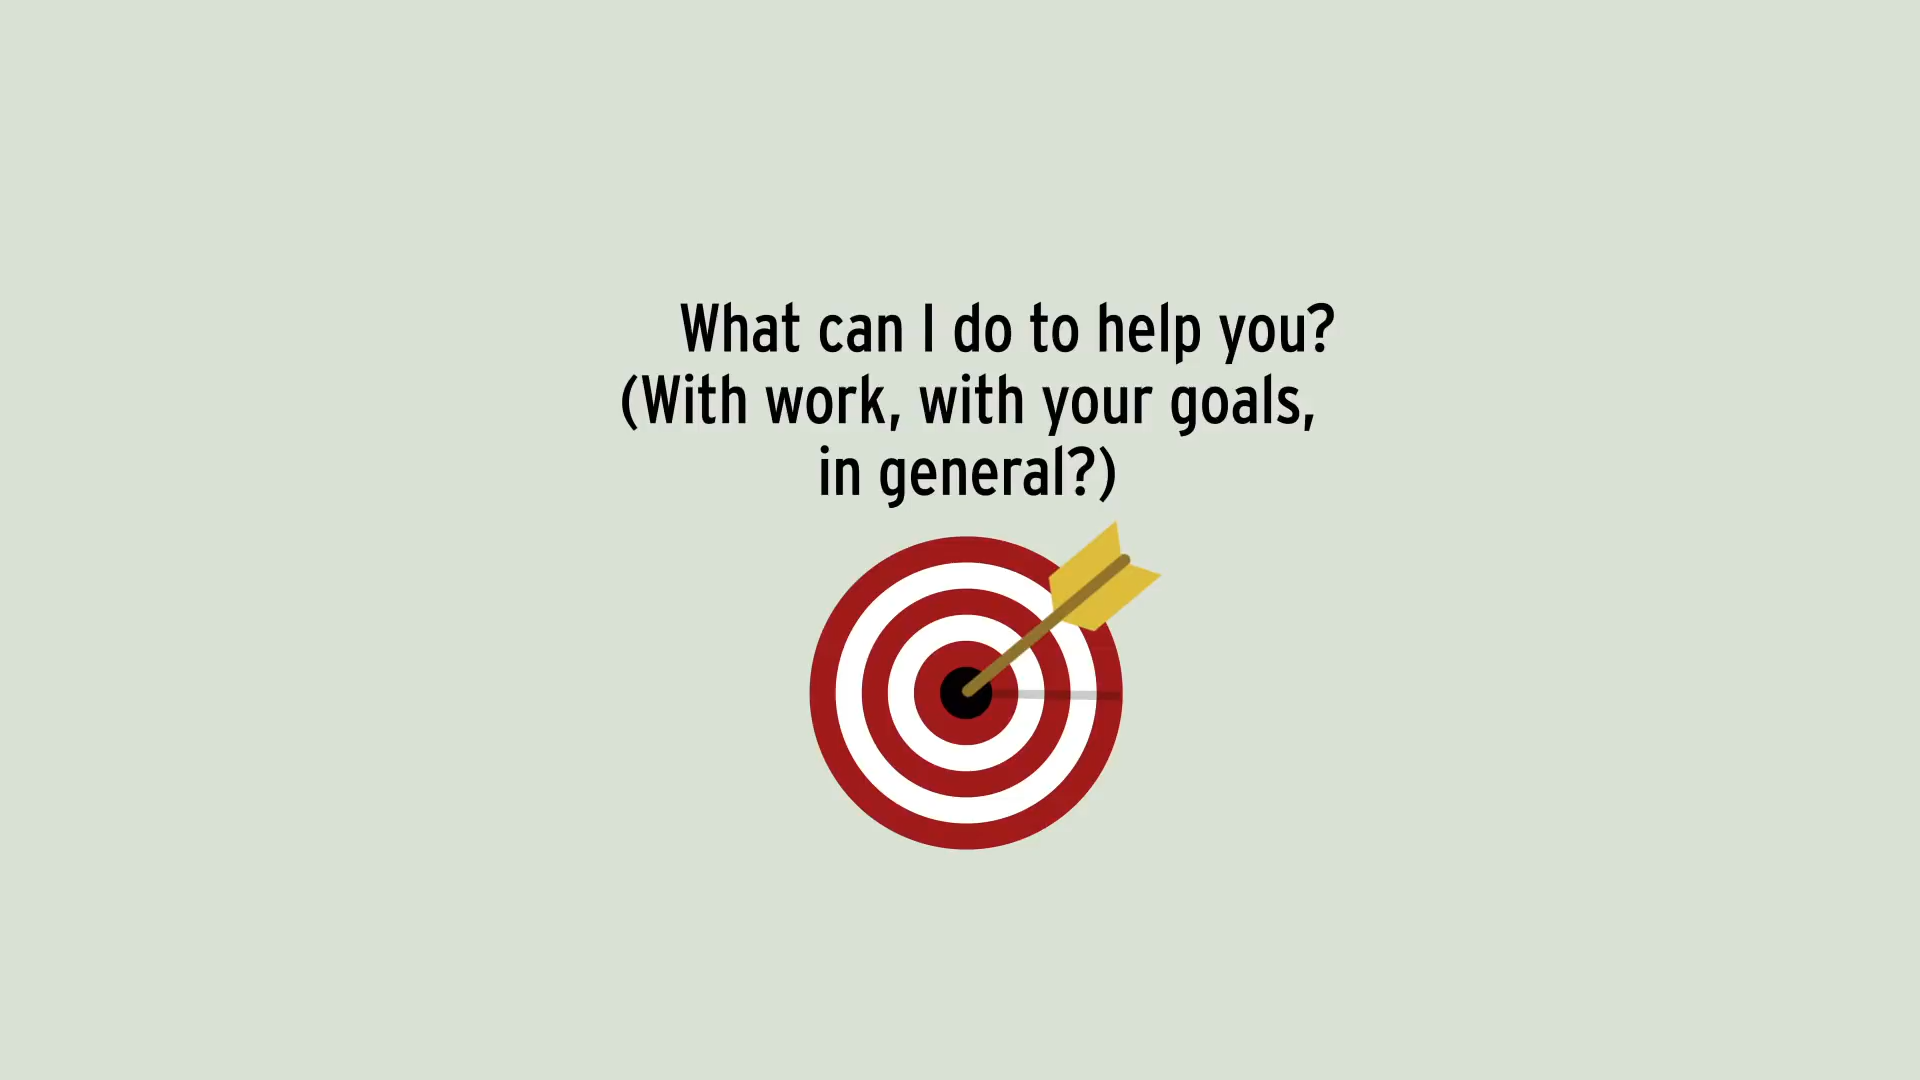 What can I do to help you?
(With work, with your goals,
in general?)